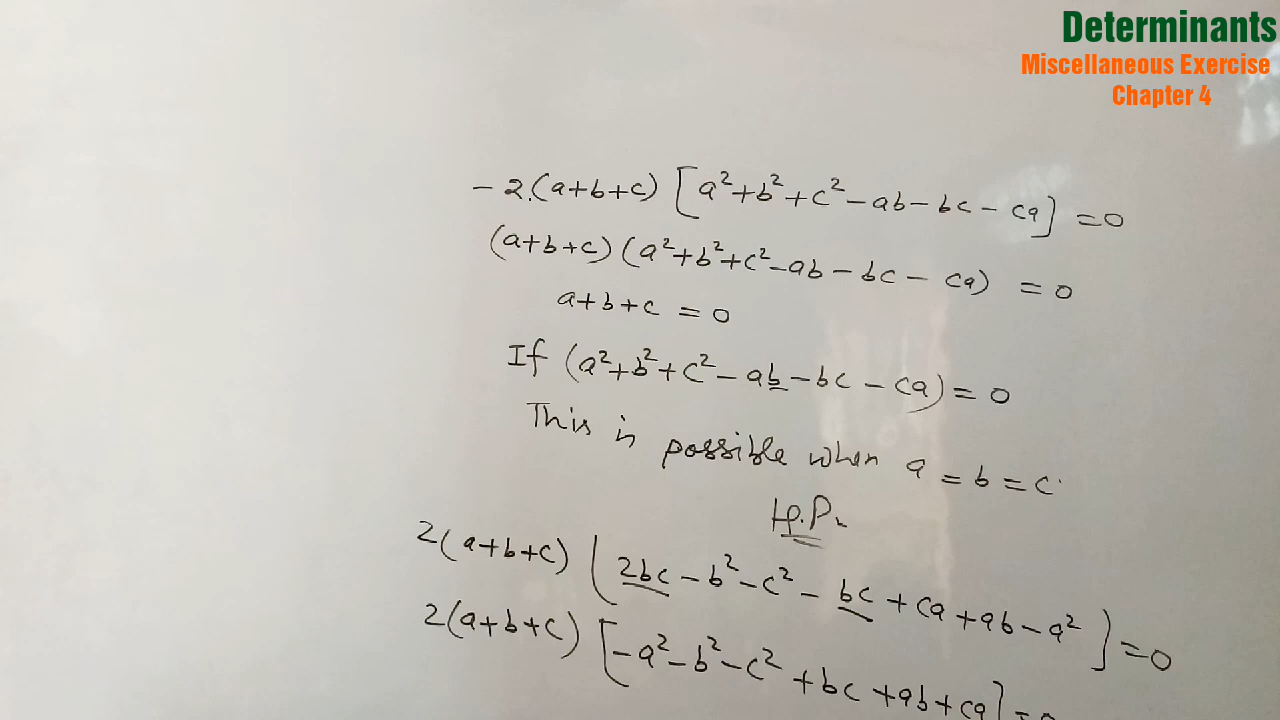 Determinants
Miscellaneous Exercise
Chapter 4
- 2.(a+b+c) [a²+b²+c²-ab-bc-ca] =0
(a+b+c) (a²+b²+c²-ab-bc-ca) =0
a+b+c =0
If (a²+b²+c²-ab-bc-ca) =0
This is possible when a=b=c.
H.P.
2(a+b+c) (2bc-b²-c²-bc+ca+ab-a²] =0
2(a+b+c) [-a²-b²-c²+bc+ab+ca] =0